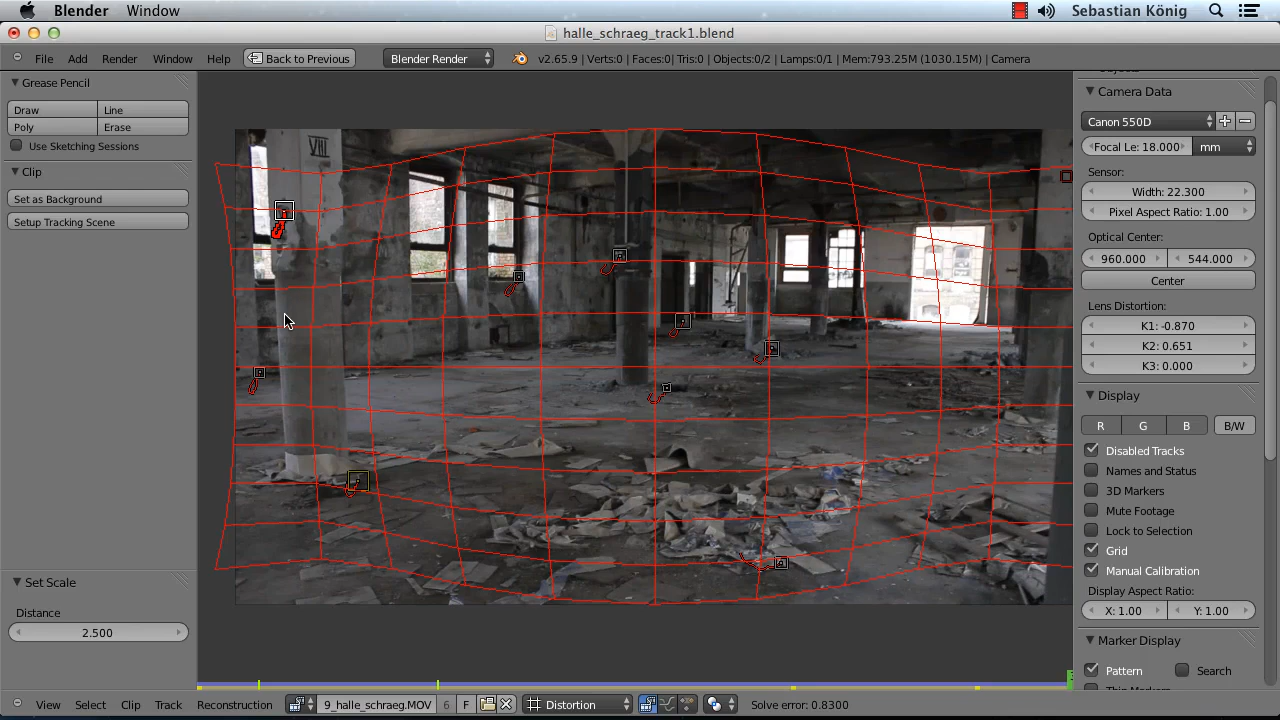 Blender Window Sebastian König
halle_schraeg_track1.blend
File Add Render Window Help Back to Previous Blender Render v2.65.9 | Verts:0 | Faces:0| Tris:0 | Objects:0/2 | Lamps:0/1 | Mem:793.25M (1030.15M) | Camera
Grease Pencil
Draw Line
Poly Erase
Use Sketching Sessions
Clip
Set as Background
Setup Tracking Scene
Set Scale
Distance
2.500
VIII
Camera Data
Canon 550D
Focal Le: 18.000 mm
Sensor:
Width: 22.300
Pixel Aspect Ratio: 1.00
Optical Center:
960.000 544.000
Center
Lens Distortion:
K1: -0.870
K2: 0.651
K3: 0.000
Display
R G B B/W
Disabled Tracks
Names and Status
3D Markers
Mute Footage
Lock to Selection
Grid
Manual Calibration
Display Aspect Ratio:
X: 1.00 Y: 1.00
Marker Display
Pattern Search
View Select Clip Track Reconstruction 9_halle_schraeg.MOV 6 F Distortion Solve error: 0.8300